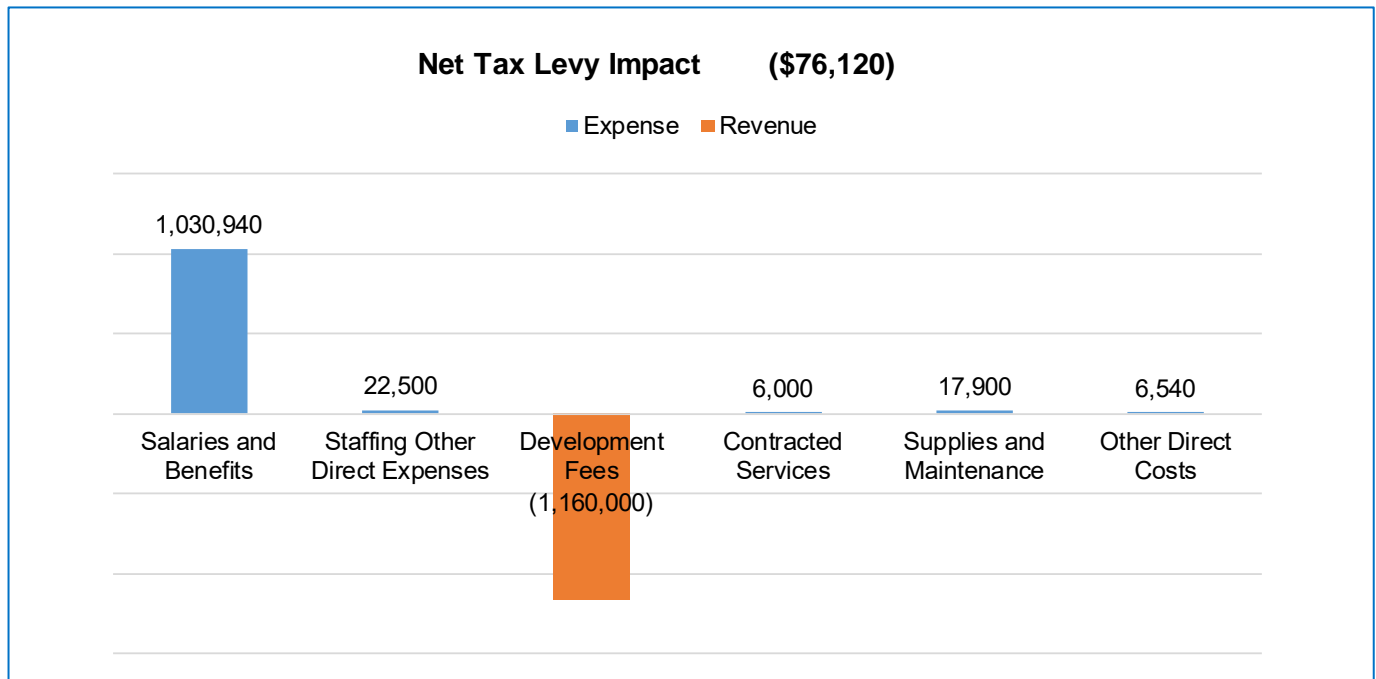 Net Tax Levy Impact ($76,120)
Expense Revenue
1,030,940
22,500
6,000
17,900
6,540
Salaries and
Benefits
Staffing Other
Direct Expenses
Development
Fees
(1,160,000)
Contracted
Services
Supplies and
Maintenance
Other Direct
Costs